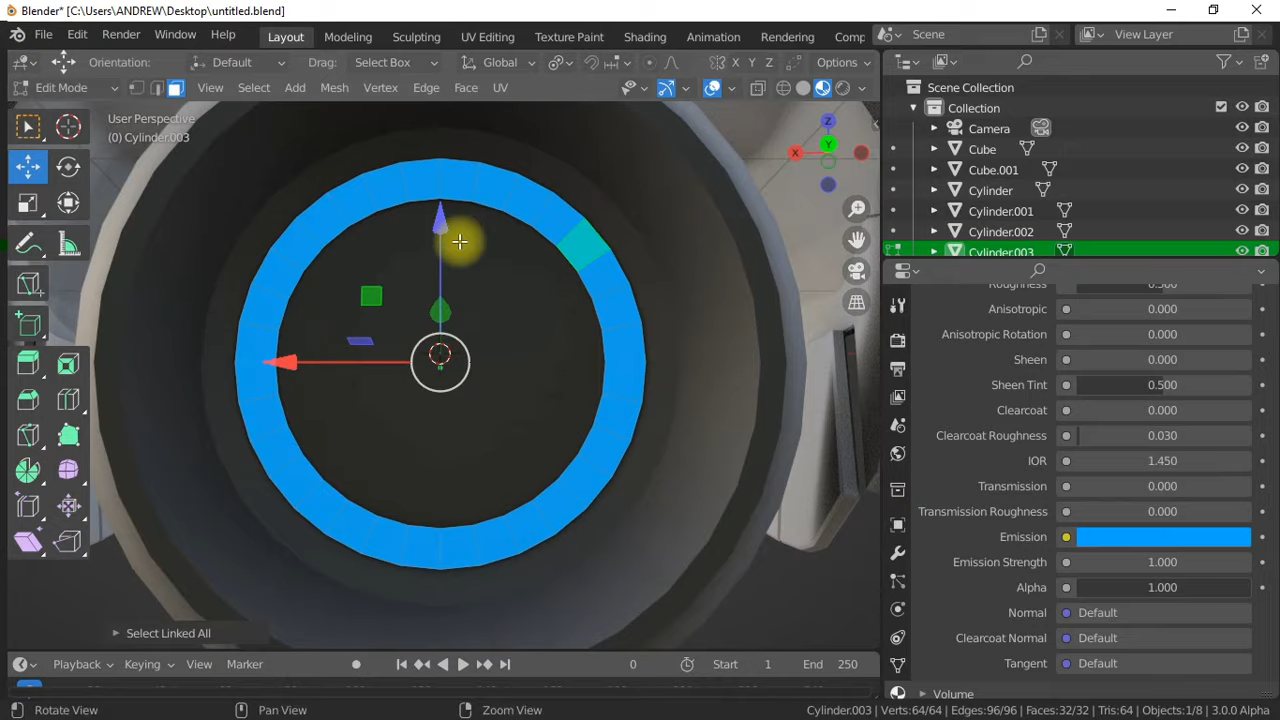 Blender* [C:\Users\ANDREW\Desktop\untitled.blend]
File Edit Render Window Help Layout Modeling Sculpting UV Editing Texture Paint Shading Animation Rendering Comp Scene View Layer
Orientation: Default Drag: Select Box Global X Y Z Options
Edit Mode View Select Add Mesh Vertex Edge Face UV
Scene Collection
Collection
Camera
Cube
Cube.001
Cylinder
Cylinder.001
Cylinder.002
Cylinder.003
User Perspective
(0) Cylinder.003
Z
Y
X
Roughness 0.500
Anisotropic 0.000
Anisotropic Rotation 0.000
Sheen 0.000
Sheen Tint 0.500
Clearcoat 0.000
Clearcoat Roughness 0.030
IOR 1.450
Transmission 0.000
Transmission Roughness 0.000
Emission
Emission Strength 1.000
Alpha 1.000
Normal Default
Clearcoat Normal Default
Tangent Default
Volume
Select Linked All
Playback Keying View Marker 0 Start 1 End 250
Rotate View Pan View Zoom View Cylinder.003 | Verts:64/64 | Edges:96/96 | Faces:32/32 | Tris:64 | Objects:1/8 | 3.0.0 Alpha